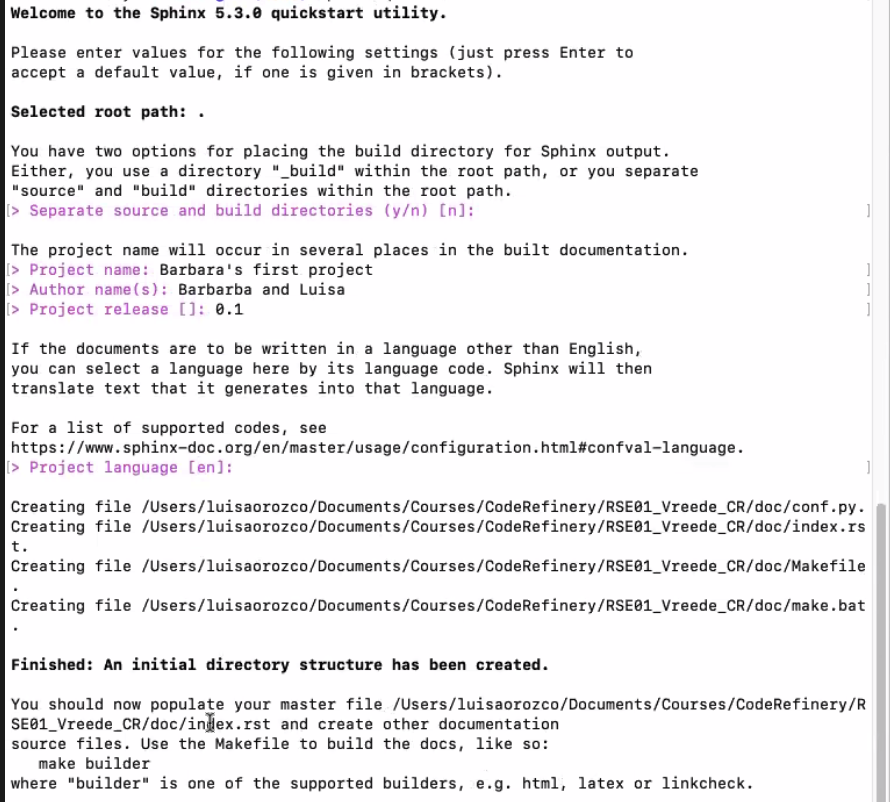 Welcome to the Sphinx 5.3.0 quickstart utility.
Please enter values for the following settings (just press Enter to
accept a default value, if one is given in brackets).
Selected root path: .
You have two options for placing the build directory for Sphinx output.
Either, you use a directory "_build" within the root path, or you separate
"source" and "build" directories within the root path.
[> Separate source and build directories (y/n) [n]: ]
The project name will occur in several places in the built documentation.
[> Project name: Barbara's first project ]
[> Author name(s): Barbarba and Luisa ]
[> Project release []: 0.1 ]
If the documents are to be written in a language other than English,
you can select a language here by its language code. Sphinx will then
translate text that it generates into that language.
For a list of supported codes, see
https://www.sphinx-doc.org/en/master/usage/configuration.html#confval-language.
[> Project language [en]: ]
Creating file /Users/luisaorozco/Documents/Courses/CodeRefinery/RSE01_Vreede_CR/doc/conf.py.
Creating file /Users/luisaorozco/Documents/Courses/CodeRefinery/RSE01_Vreede_CR/doc/index.rs
t.
Creating file /Users/luisaorozco/Documents/Courses/CodeRefinery/RSE01_Vreede_CR/doc/Makefile
.
Creating file /Users/luisaorozco/Documents/Courses/CodeRefinery/RSE01_Vreede_CR/doc/make.bat
.
Finished: An initial directory structure has been created.
You should now populate your master file /Users/luisaorozco/Documents/Courses/CodeRefinery/R
SE01_Vreede_CR/doc/index.rst and create other documentation
source files. Use the Makefile to build the docs, like so:
make builder
where "builder" is one of the supported builders, e.g. html, latex or linkcheck.